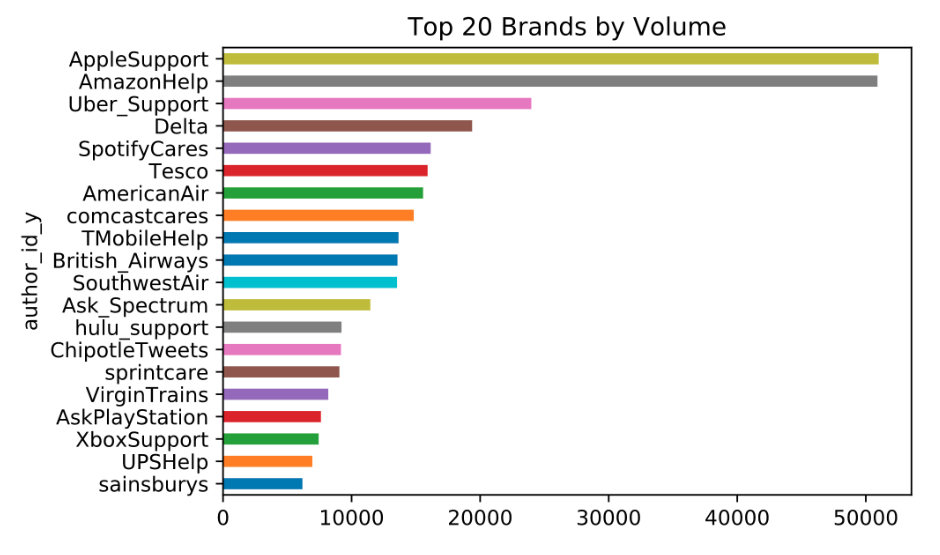 Top 20 Brands by Volume
AppleSupport
AmazonHelp
Uber_Support
Delta
SpotifyCares
Tesco
AmericanAir
comcastcares
TMobileHelp
British_Airways
SouthwestAir
Ask_Spectrum
hulu_support
ChipotleTweets
sprintcare
VirginTrains
AskPlayStation
XboxSupport
UPSHelp
sainsburys
author_id_y
0 10000 20000 30000 40000 50000